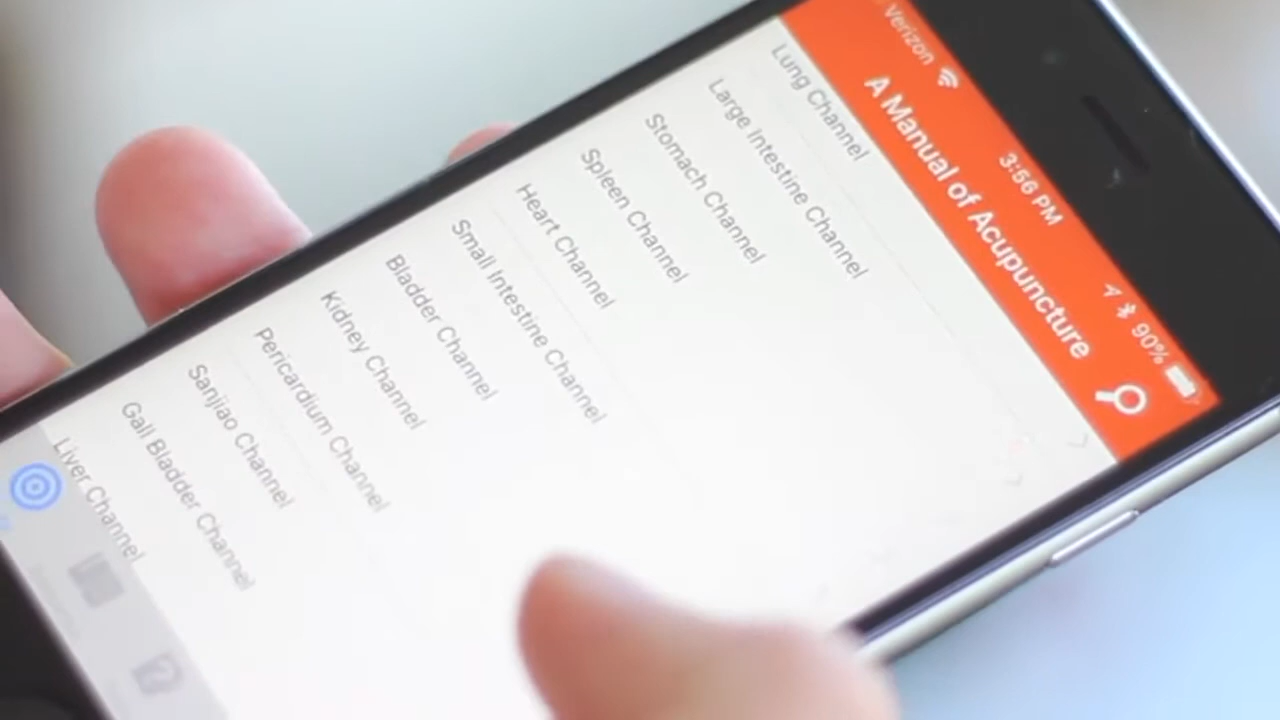 Verizon 3:56 PM 90%
A Manual of Acupuncture
Lung Channel
Large Intestine Channel
Stomach Channel
Spleen Channel
Heart Channel
Small Intestine Channel
Bladder Channel
Kidney Channel
Pericardium Channel
Sanjiao Channel
Gall Bladder Channel
Liver Channel